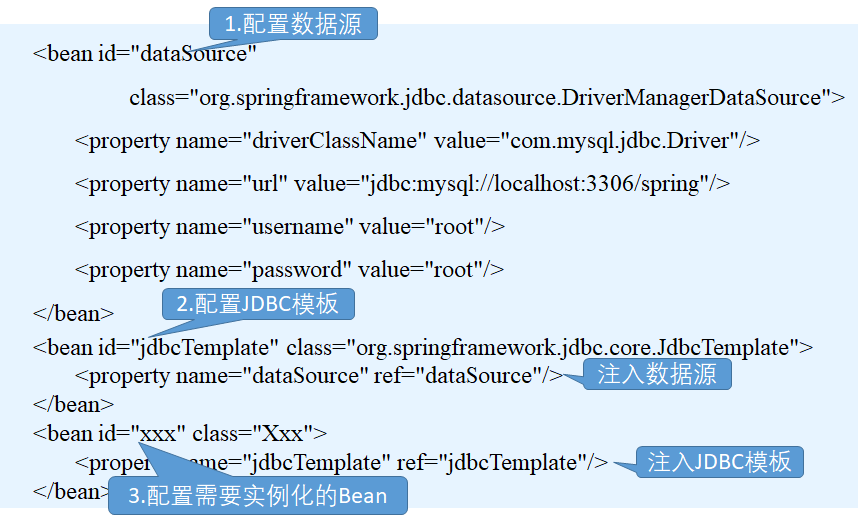 1.配置数据源
<bean id="dataSource"
class="org.springframework.jdbc.datasource.DriverManagerDataSource">
<property name="driverClassName" value="com.mysql.jdbc.Driver"/>
<property name="url" value="jdbc:mysql://localhost:3306/spring"/>
<property name="username" value="root"/>
<property name="password" value="root"/>
</bean>
2.配置JDBC模板
<bean id="jdbcTemplate" class="org.springframework.jdbc.core.JdbcTemplate">
<property name="dataSource" ref="dataSource"/>
注入数据源
</bean>
<bean id="xxx" class="Xxx">
<property name="jdbcTemplate" ref="jdbcTemplate"/>
注入JDBC模板
</bean>
3.配置需要实例化的Bean